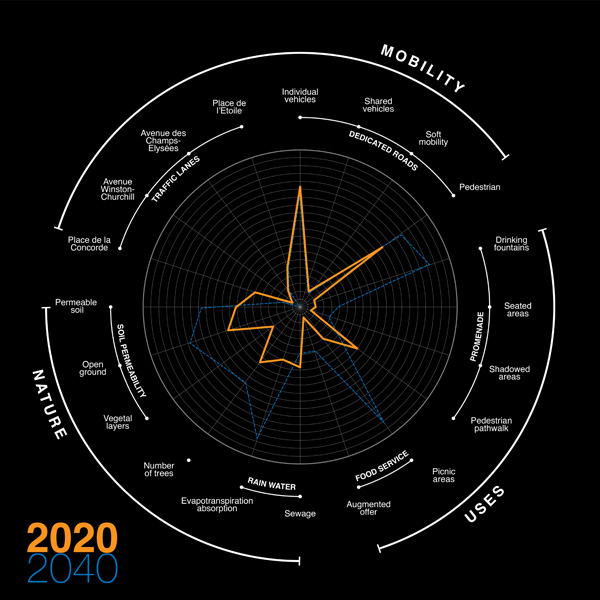 MOBILITY
Individual
vehicles
Shared
vehicles
Soft
mobility
Pedestrian
DEDICATED ROADS
Place de
l'Etoile
Avenue des
Champs-
Elysées
Avenue
Winston-
Churchill
Place de la
Concorde
TRAFFIC LANES
Drinking
fountains
Seated
areas
Shadowed
areas
Pedestrian
pathwalk
PROMENADE
Picnic
areas
Augmented
offer
FOOD SERVICE
USES
Sewage
Evapotranspiration
absorption
RAIN WATER
Number
of trees
Vegetal
layers
Open
ground
Permeable
soil
SOIL PERMEABILITY
NATURE
2020
2040